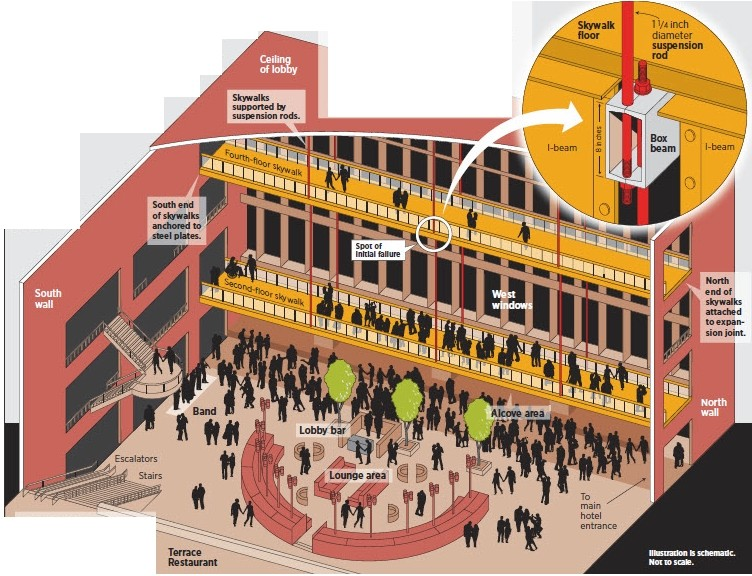 Skywalk
floor
1 1/4 inch
diameter
suspension
rod
8 inches
Box
beam
I-beam
I-beam
Ceiling
of lobby
Skywalks
supported by
suspension rods.
Fourth-floor skywalk
South end
of skywalks
anchored to
steel plates.
Spot of
initial failure
Second-floor skywalk
West
windows
North
end of
skywalks
attached
to expan-
sion joint.
South
wall
North
wall
Band
Lobby bar
Alcove area
Lounge area
Escalators
Stairs
To
main
hotel
entrance
Terrace
Restaurant
Illustration is schematic.
Not to scale.